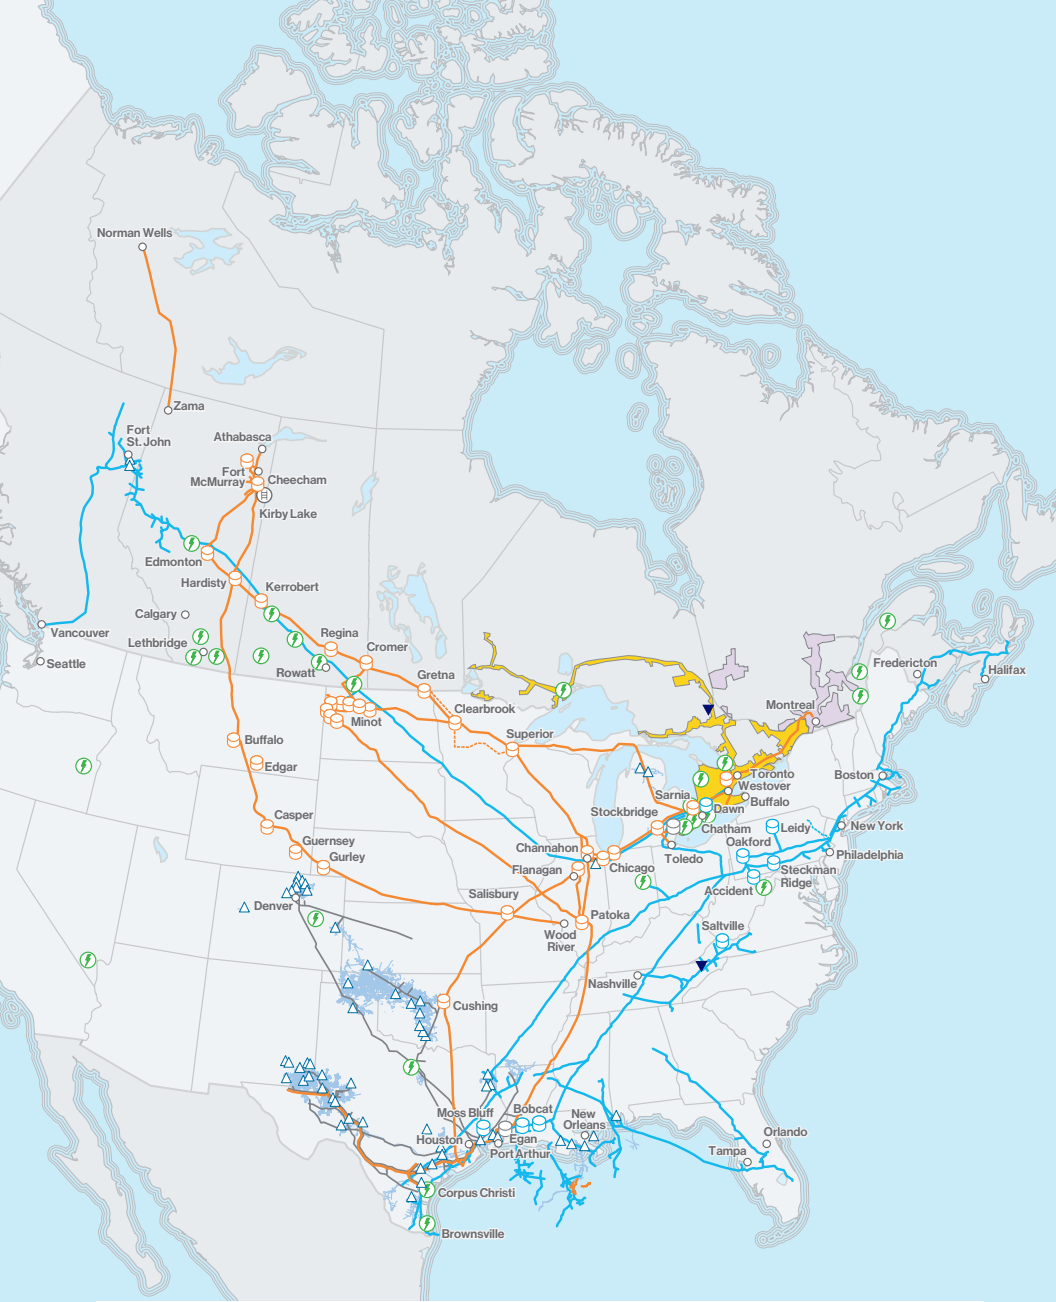 Norman Wells
Zama
Fort
St. John
Athabasca
Fort
McMurray
Cheecham
Kirby Lake
Edmonton
Hardisty
Kerrobert
Calgary
Vancouver
Lethbridge
Seattle
Regina
Cromer
Rowatt
Gretna
Minot
Clearbrook
Superior
Fredericton
Halifax
Montreal
Buffalo
Edgar
Toronto
Westover
Buffalo
Boston
Sarnia
Dawn
Stockbridge
Chatham
Leidy
New York
Casper
Guernsey
Gurley
Channahon
Flanagan
Chicago
Toledo
Oakford
Philadelphia
Steckman
Ridge
Accident
Salisbury
Denver
Patoka
Wood
River
Saltville
Nashville
Cushing
Moss Bluff
Bobcat
New
Orleans
Houston
Egan
Port Arthur
Orlando
Tampa
Corpus Christi
Brownsville